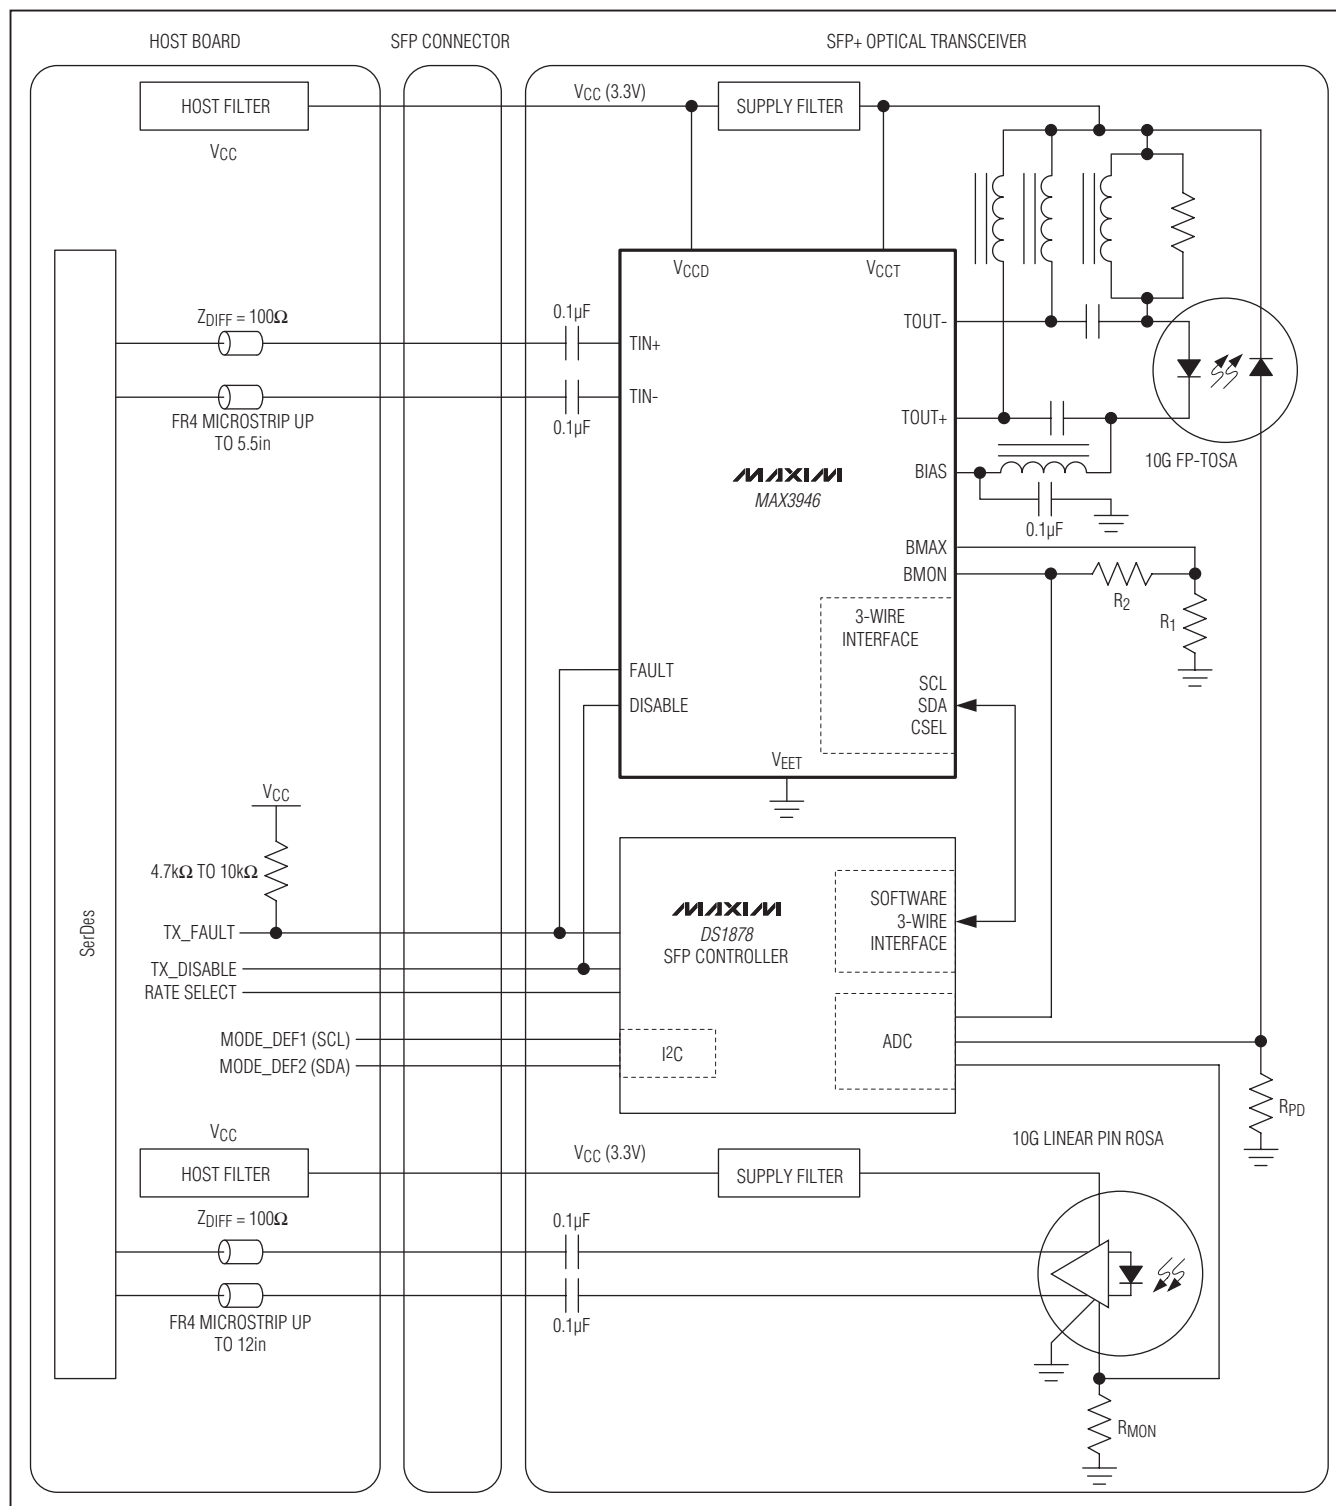 HOST BOARD
SFP CONNECTOR
SFP+ OPTICAL TRANSCEIVER
HOST FILTER
VCC
VCC (3.3V)
SUPPLY FILTER
VCCD
VCCT
ZDIFF = 100Ω
FR4 MICROSTRIP UP
TO 5.5in
0.1µF
0.1µF
TIN+
TIN-
TOUT-
TOUT+
BIAS
BMAX
BMON
MAXIM
MAX3946
0.1µF
10G FP-TOSA
R2
R1
3-WIRE
INTERFACE
SCL
SDA
CSEL
FAULT
DISABLE
VEET
VCC
4.7kΩ TO 10kΩ
SerDes
TX_FAULT
TX_DISABLE
RATE SELECT
MODE_DEF1 (SCL)
MODE_DEF2 (SDA)
MAXIM
DS1878
SFP CONTROLLER
SOFTWARE
3-WIRE
INTERFACE
I2C
ADC
RPD
VCC
HOST FILTER
VCC (3.3V)
SUPPLY FILTER
10G LINEAR PIN ROSA
ZDIFF = 100Ω
FR4 MICROSTRIP UP
TO 12in
0.1µF
0.1µF
RMON